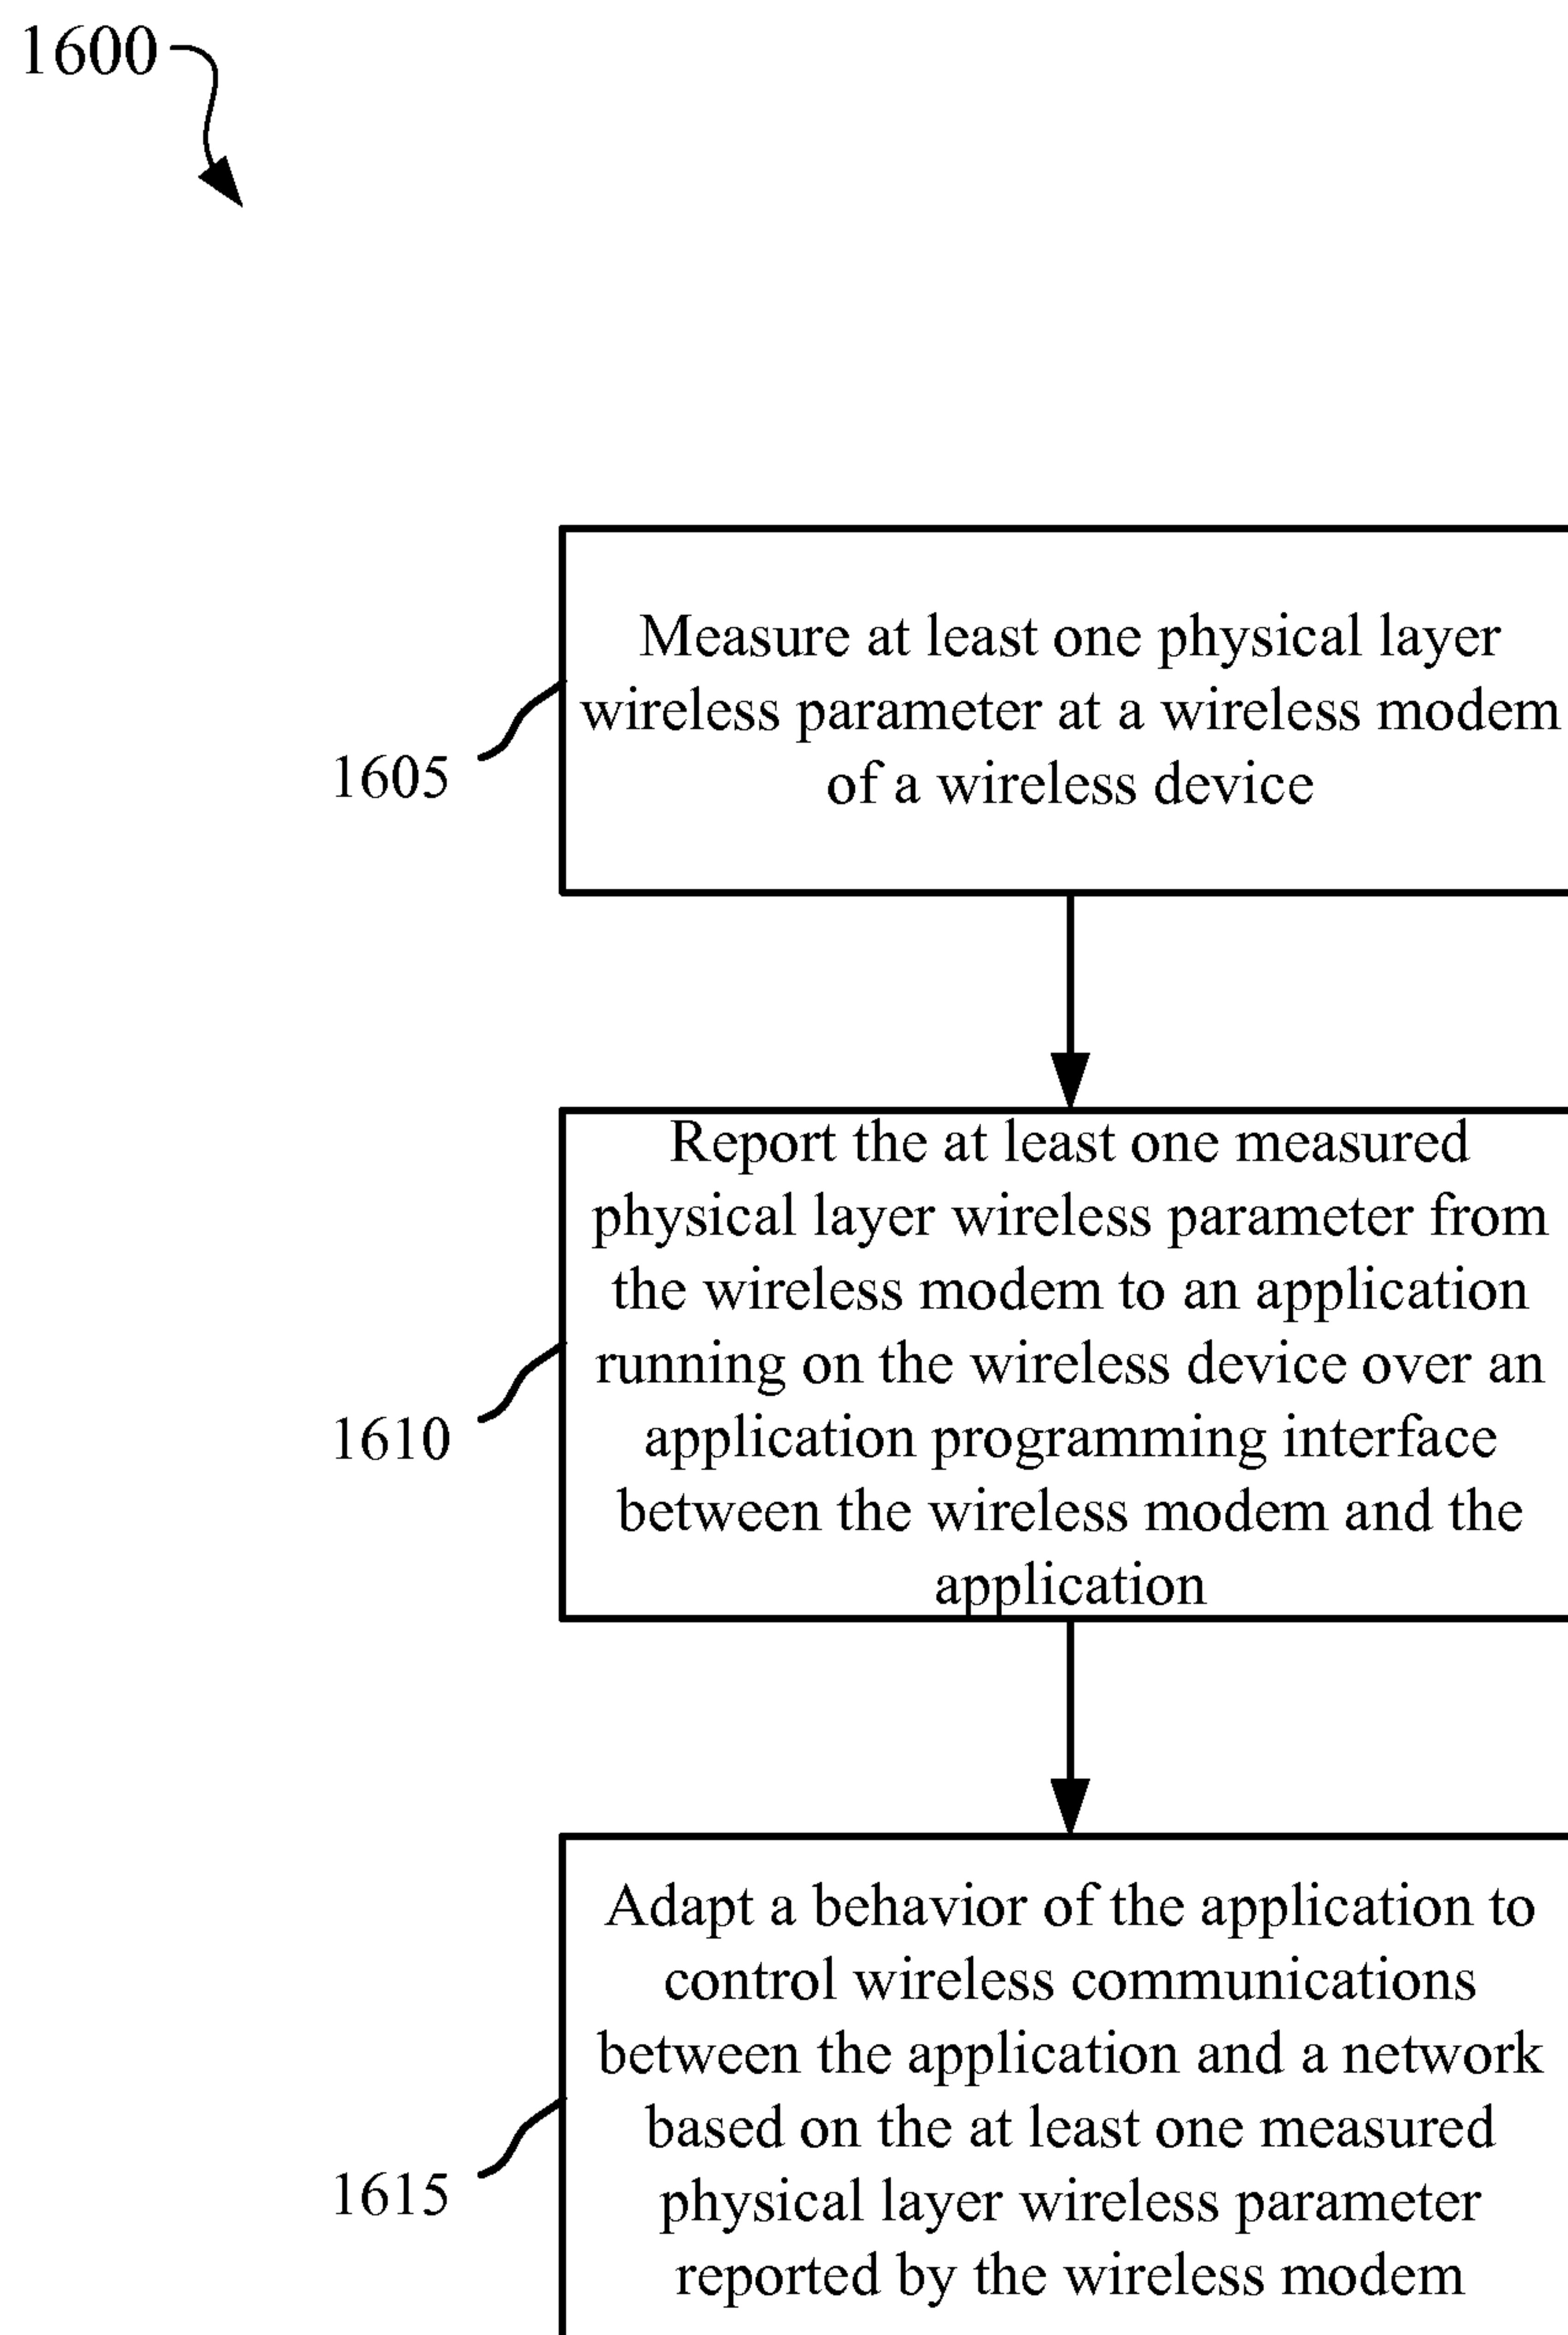 1600
Measure at least one physical layer
wireless parameter at a wireless modem
of a wireless device
1605
Report the at least one measured
physical layer wireless parameter from
the wireless modem to an application
running on the wireless device over an
application programming interface
between the wireless modem and the
application
1610
Adapt a behavior of the application to
control wireless communications
between the application and a network
based on the at least one measured
physical layer wireless parameter
reported by the wireless modem
1615